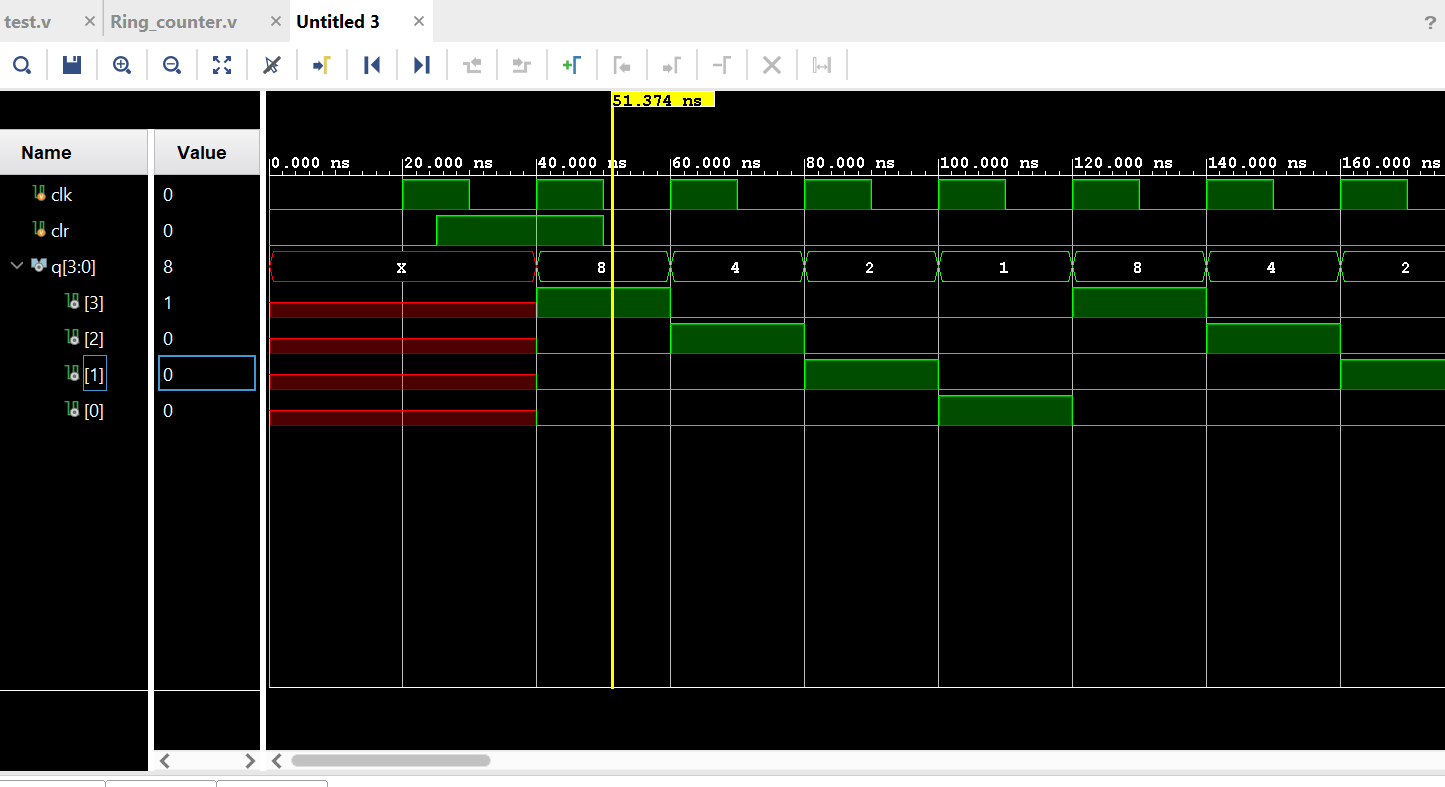 test.v × Ring_counter.v × Untitled 3 ×
?
51.374 ns
Name Value
0.000 ns 20.000 ns 40.000 ns 60.000 ns 80.000 ns 100.000 ns 120.000 ns 140.000 ns 160.000 ns
clk 0
clr 0
q[3:0] 8 X 8 4 2 1 8 4 2
[3] 1
[2] 0
[1] 0
[0] 0